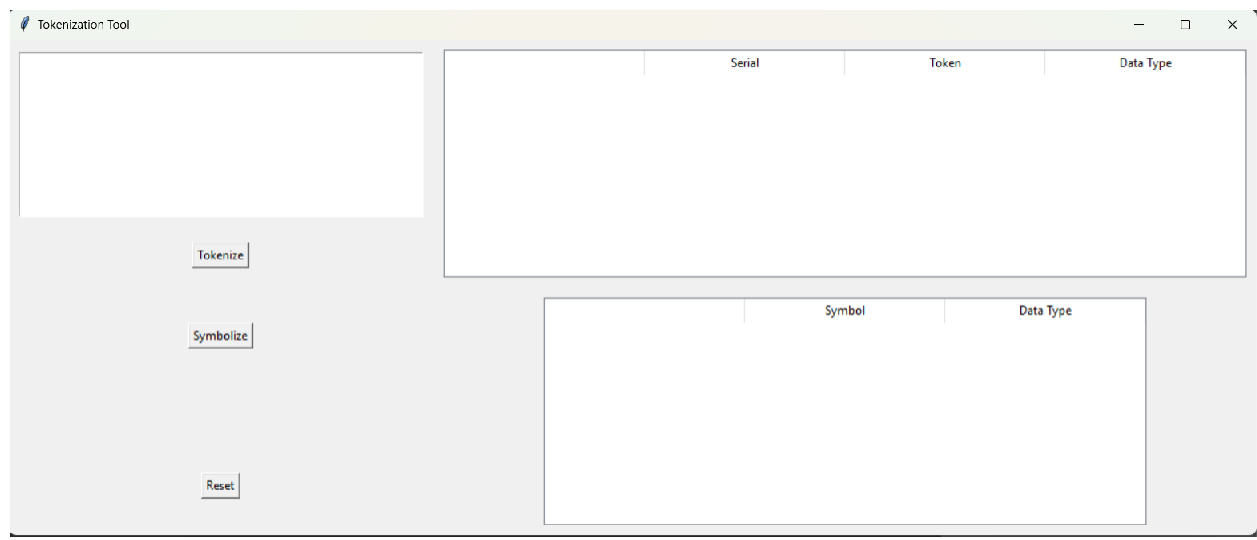 Tokenization Tool
Serial Token Data Type
Tokenize
Symbol Data Type
Symbolize
Reset